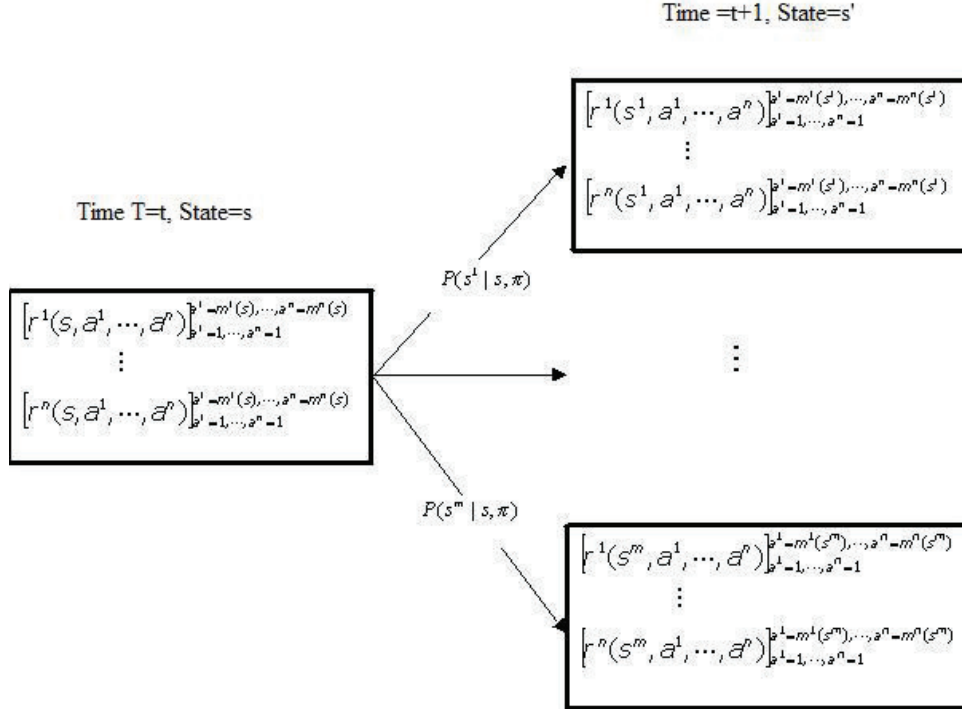 Time =t+1, State=s'
[r¹(s¹, a¹, ⋯, aⁿ)]_{a¹=1,⋯,aⁿ=1}^{a¹=m¹(s¹),⋯,aⁿ=mⁿ(s¹)}
⋮
[rⁿ(s¹, a¹, ⋯, aⁿ)]_{a¹=1,⋯,aⁿ=1}^{a¹=m¹(s¹),⋯,aⁿ=mⁿ(s¹)}
Time T=t, State=s
P(s¹ | s, π)
[r¹(s, a¹, ⋯, aⁿ)]_{a¹=1,⋯,aⁿ=1}^{a¹=m¹(s),⋯,aⁿ=mⁿ(s)}
⋮
[rⁿ(s, a¹, ⋯, aⁿ)]_{a¹=1,⋯,aⁿ=1}^{a¹=m¹(s),⋯,aⁿ=mⁿ(s)}
⋮
P(sᵐ | s, π)
[r¹(sᵐ, a¹, ⋯, aⁿ)]_{a¹=1,⋯,aⁿ=1}^{a¹=m¹(sᵐ),⋯,aⁿ=mⁿ(sᵐ)}
⋮
[rⁿ(sᵐ, a¹, ⋯, aⁿ)]_{a¹=1,⋯,aⁿ=1}^{a¹=m¹(sᵐ),⋯,aⁿ=mⁿ(sᵐ)}